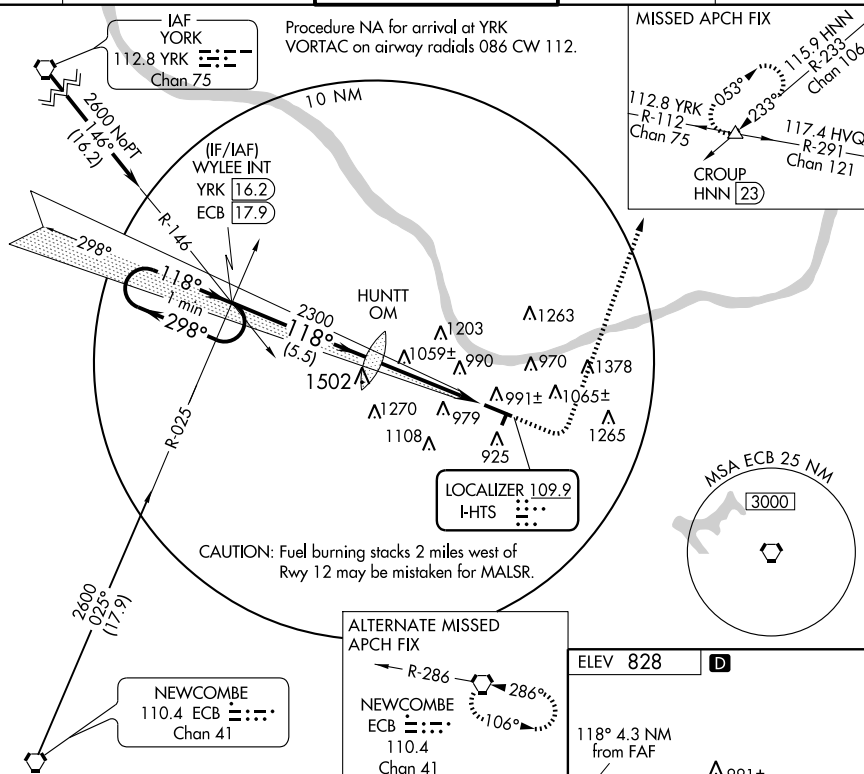 IAF
YORK
112.8 YRK
Chan 75
Procedure NA for arrival at YRK
VORTAC on airway radials 086 CW 112.
MISSED APCH FIX
115.9 HNN
R-233
Chan 106
053°
233°
112.8 YRK
R-112
Chan 75
117.4 HVQ
R-291
Chan 121
CROUP
HNN 23
2600 NoPT
146°
(16.2)
10 NM
(IF/IAF)
WYLEE INT
YRK 16.2
ECB 17.9
R-146
298°
118°
1 min
298°
2300
118°
(5.5)
HUNTT
OM
1203
1263
1059±
990
970
1378
1502
991±
1065±
1270
979
1265
1108
925
R-025
LOCALIZER 109.9
I-HTS
MSA ECB 25 NM
3000
CAUTION: Fuel burning stacks 2 miles west of
Rwy 12 may be mistaken for MALSR.
2600
025°
(17.9)
NEWCOMBE
110.4 ECB
Chan 41
ALTERNATE MISSED
APCH FIX
R-286
286°
106°
NEWCOMBE
ECB
110.4
Chan 41
ELEV 828
D
118° 4.3 NM
from FAF
991±